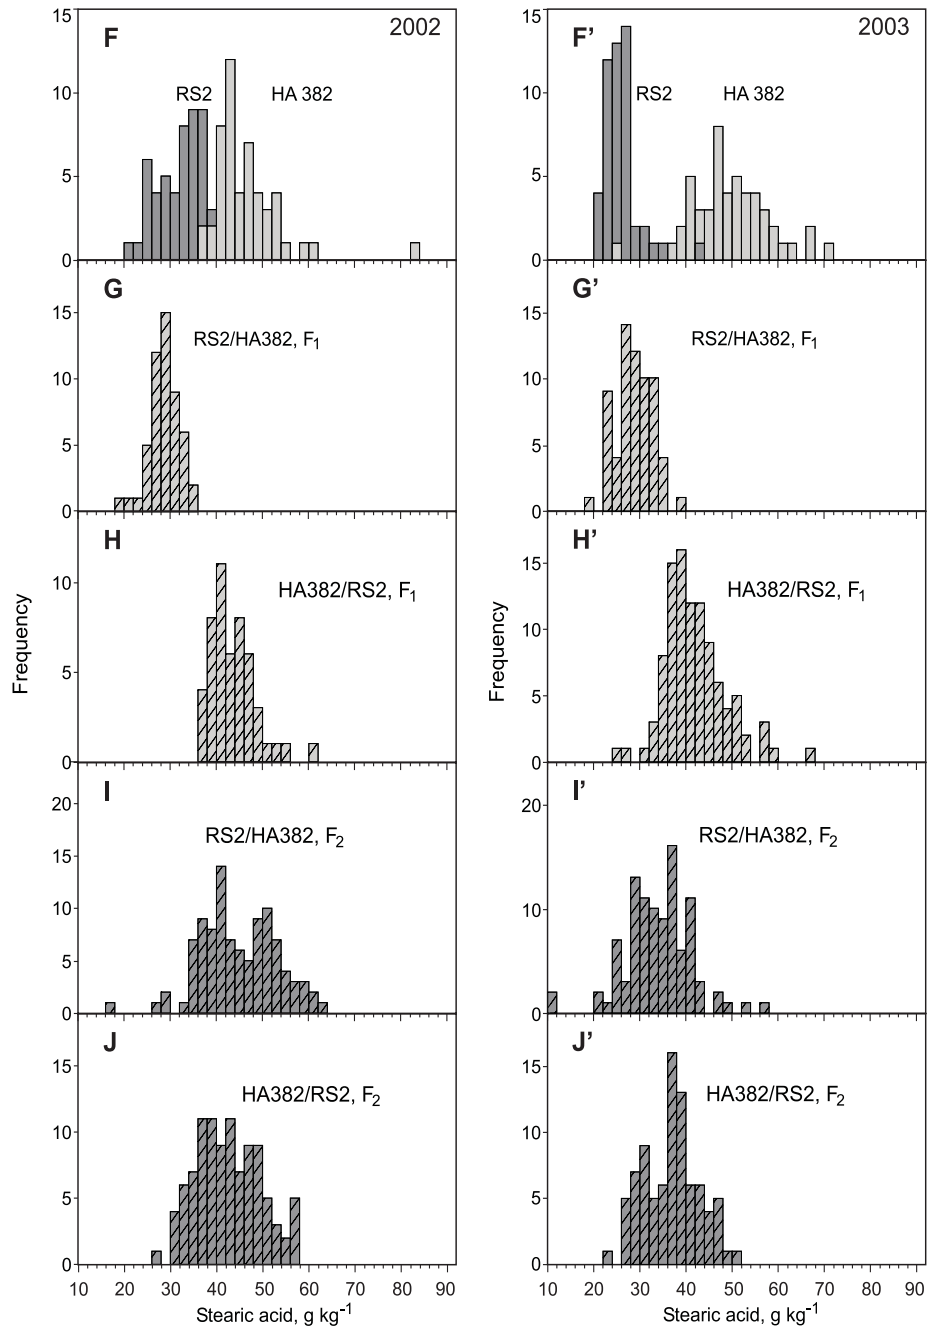 F 2002
RS2 HA 382
15
10
5
0
F’ 2003
RS2 HA 382
15
10
5
0
G
RS2/HA382, F1
15
10
5
0
G’
RS2/HA382, F1
15
10
5
0
H
HA382/RS2, F1
10
5
0
H’
HA382/RS2, F1
15
10
5
0
Frequency
Frequency
I
RS2/HA382, F2
20
15
10
5
0
I’
RS2/HA382, F2
20
10
0
J
HA382/RS2, F2
15
10
5
0
J’
HA382/RS2, F2
15
10
5
0
10 20 30 40 50 60 70 80 90
10 20 30 40 50 60 70 80 90
Stearic acid, g kg-1
Stearic acid, g kg-1